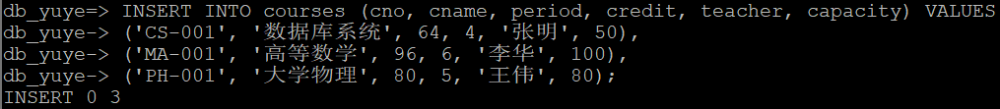 db_yuye=> INSERT INTO courses (cno, cname, period, credit, teacher, capacity) VALUES
db_yuye-> ('CS-001', '数据库系统', 64, 4, '张明', 50),
db_yuye-> ('MA-001', '高等数学', 96, 6, '李华', 100),
db_yuye-> ('PH-001', '大学物理', 80, 5, '王伟', 80);
INSERT 0 3